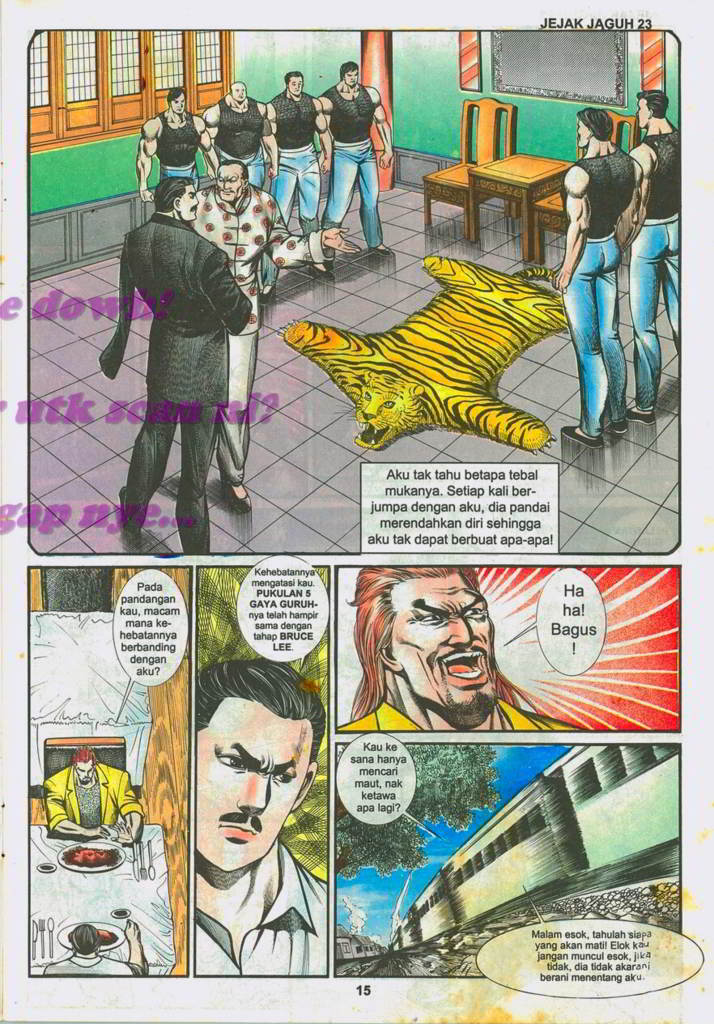 JEJAK JAGUH 23
e down!
utk scan ni?
gap nye...
Aku tak tahu betapa tebal
mukanya. Setiap kali ber-
jumpa dengan aku, dia pandai
merendahkan diri sehingga
aku tak dapat berbuat apa-apa!
Pada
pandangan
kau, macam
mana ke-
hebatannya
berbanding
dengan
aku?
Kehebatannya
mengatasi kau.
PUKULAN 5
GAYA GURUH-
nya telah hampir
sama dengan
tahap BRUCE
LEE.
Ha
ha!
Bagus
!
Kau ke
sana hanya
mencari
maut, nak
ketawa
apa lagi?
Malam esok, tahulah siapa
yang akan mati! Elok kau
jangan muncul esok, jika
tidak, dia tidak akan
berani menentang aku.
15